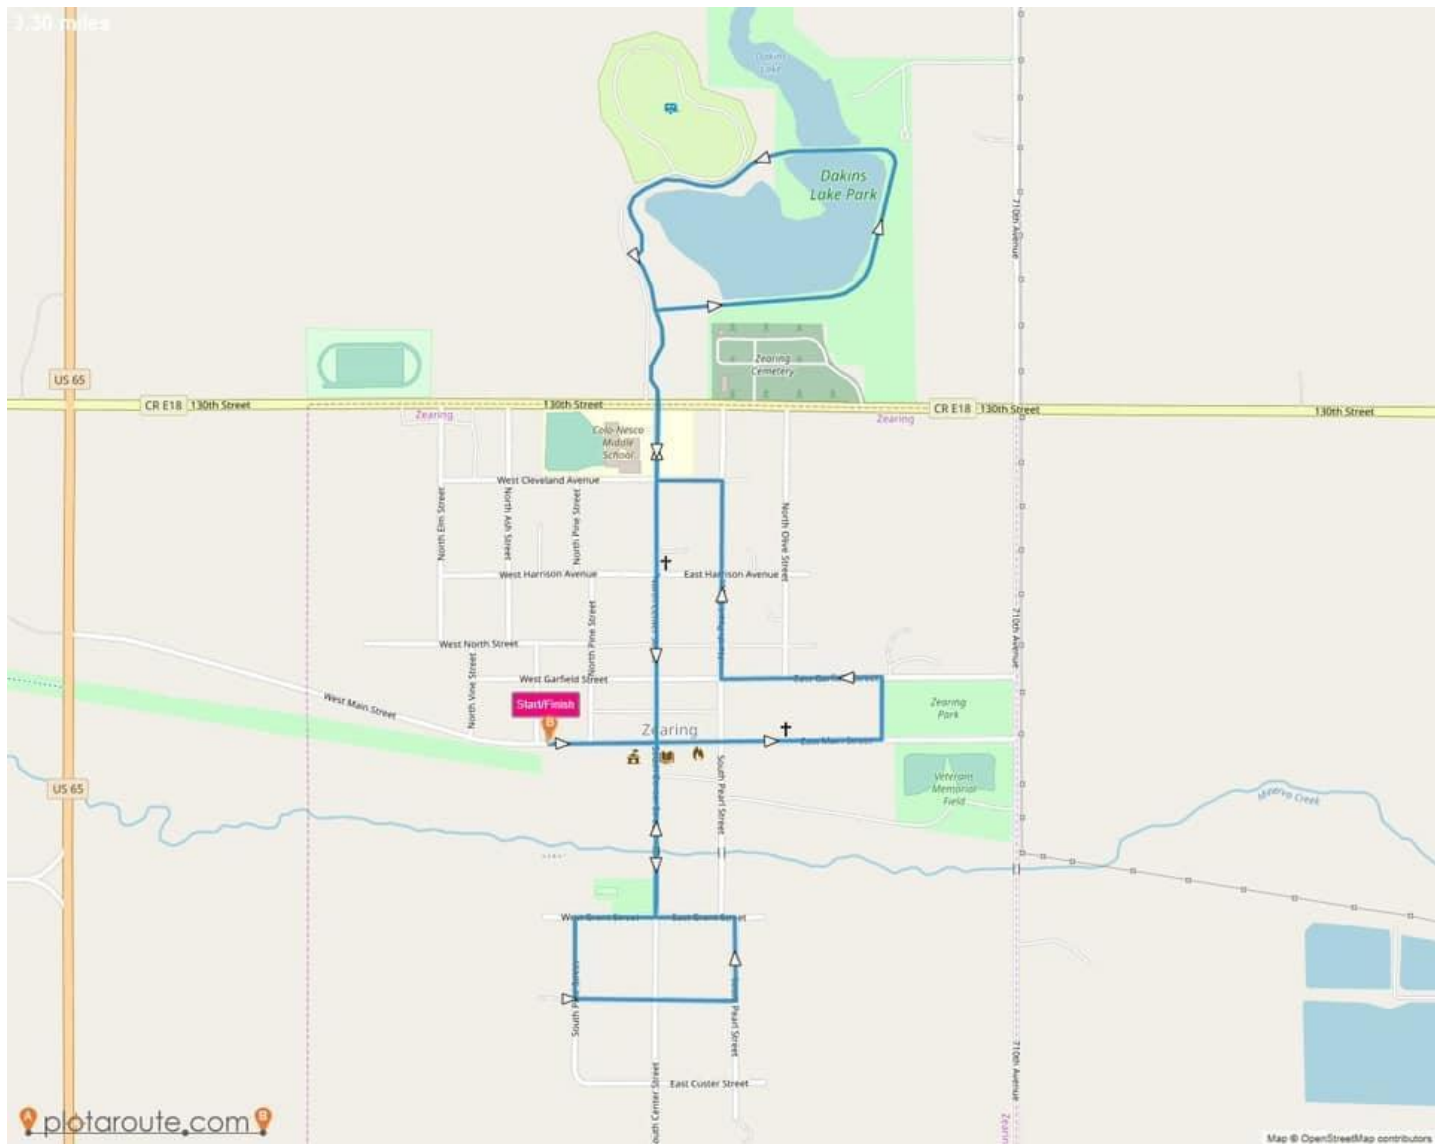 3.30 miles
Dakins
Lake
Dakins
Lake Park
710th Avenue
US 65
Zearing
Cemetery
CR E18
130th Street
130th Street
CR E18
130th Street
130th Street
Zearing
Zearing
Colo-Nesco
Middle
School
West Cleveland Avenue
North Elm Street
North Ash Street
North Pine Street
North Olive Street
West Harrison Avenue
East Harrison Avenue
North Pine Street
710th Avenue
West North Street
North Vine Street
West Garfield Street
East Garfield Street
West Main Street
Start/Finish
B
Zearing
Zearing
Park
East Main Street
South Pearl Street
Veteran
Memorial
Field
US 65
Minerva Creek
West Grant Street
East Grant Street
South Pine Street
Pearl Street
710th Avenue
East Custer Street
South Center Street
A plotaroute.com B
Map © OpenStreetMap contributors